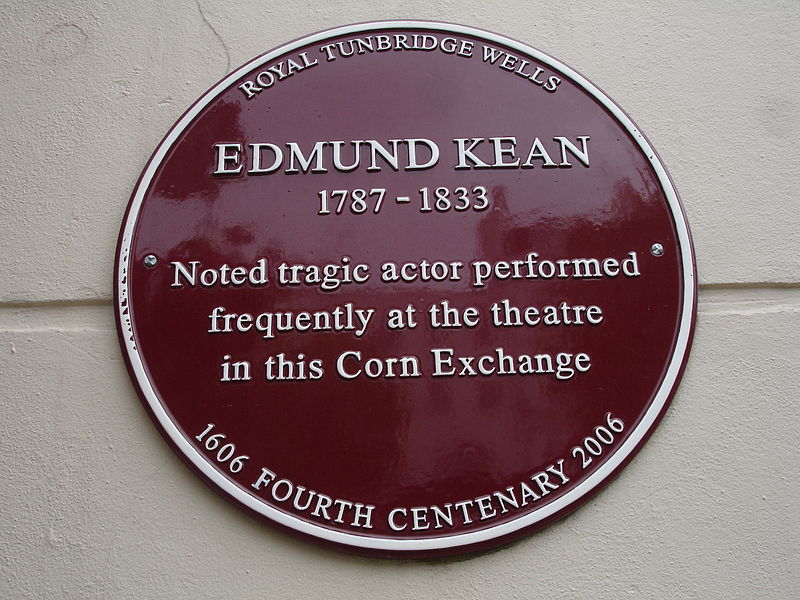 ROYAL TUNBRIDGE WELLS
EDMUND KEAN
1787 - 1833
Noted tragic actor performed
frequently at the theatre
in this Corn Exchange
1606 FOURTH CENTENARY 2006